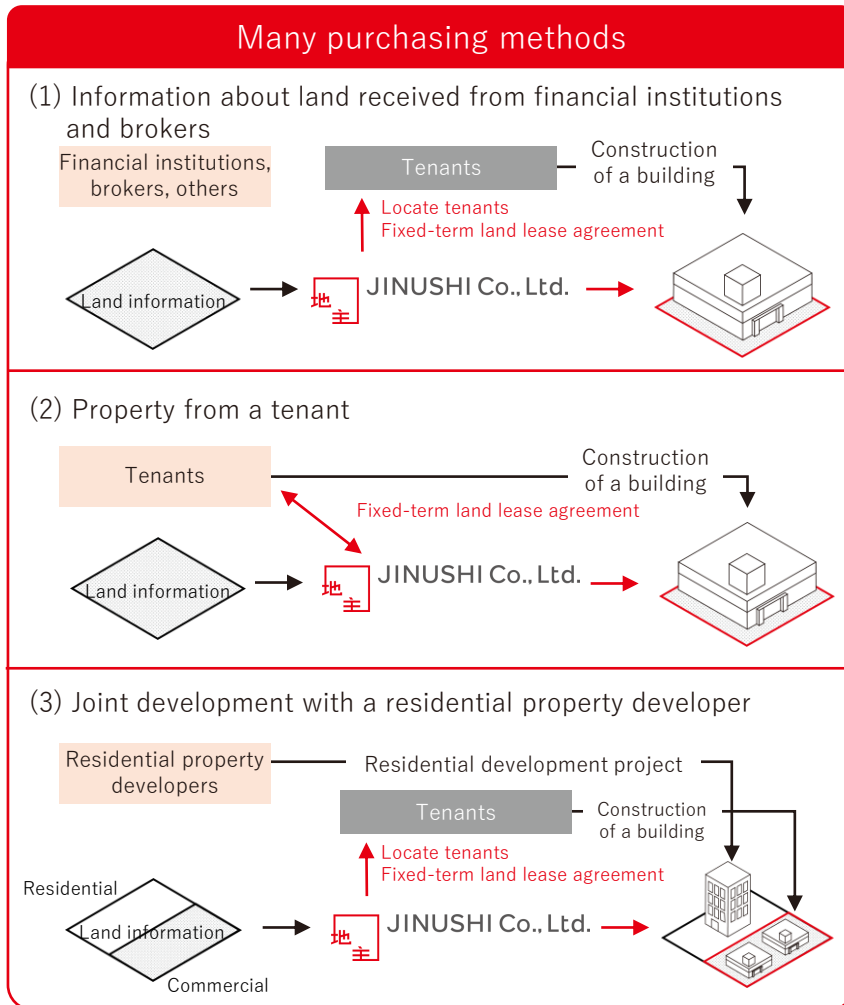 Many purchasing methods
(1) Information about land received from financial institutions
and brokers
Financial institutions,
brokers, others
Tenants
Construction
of a building
Locate tenants
Fixed-term land lease agreement
Land information
地主
JINUSHI Co., Ltd.
(2) Property from a tenant
Tenants
Construction
of a building
Fixed-term land lease agreement
Land information
地主
JINUSHI Co., Ltd.
(3) Joint development with a residential property developer
Residential property
developers
Residential development project
Tenants
Construction
of a building
Locate tenants
Fixed-term land lease agreement
Residential
Land information
Commercial
地主
JINUSHI Co., Ltd.